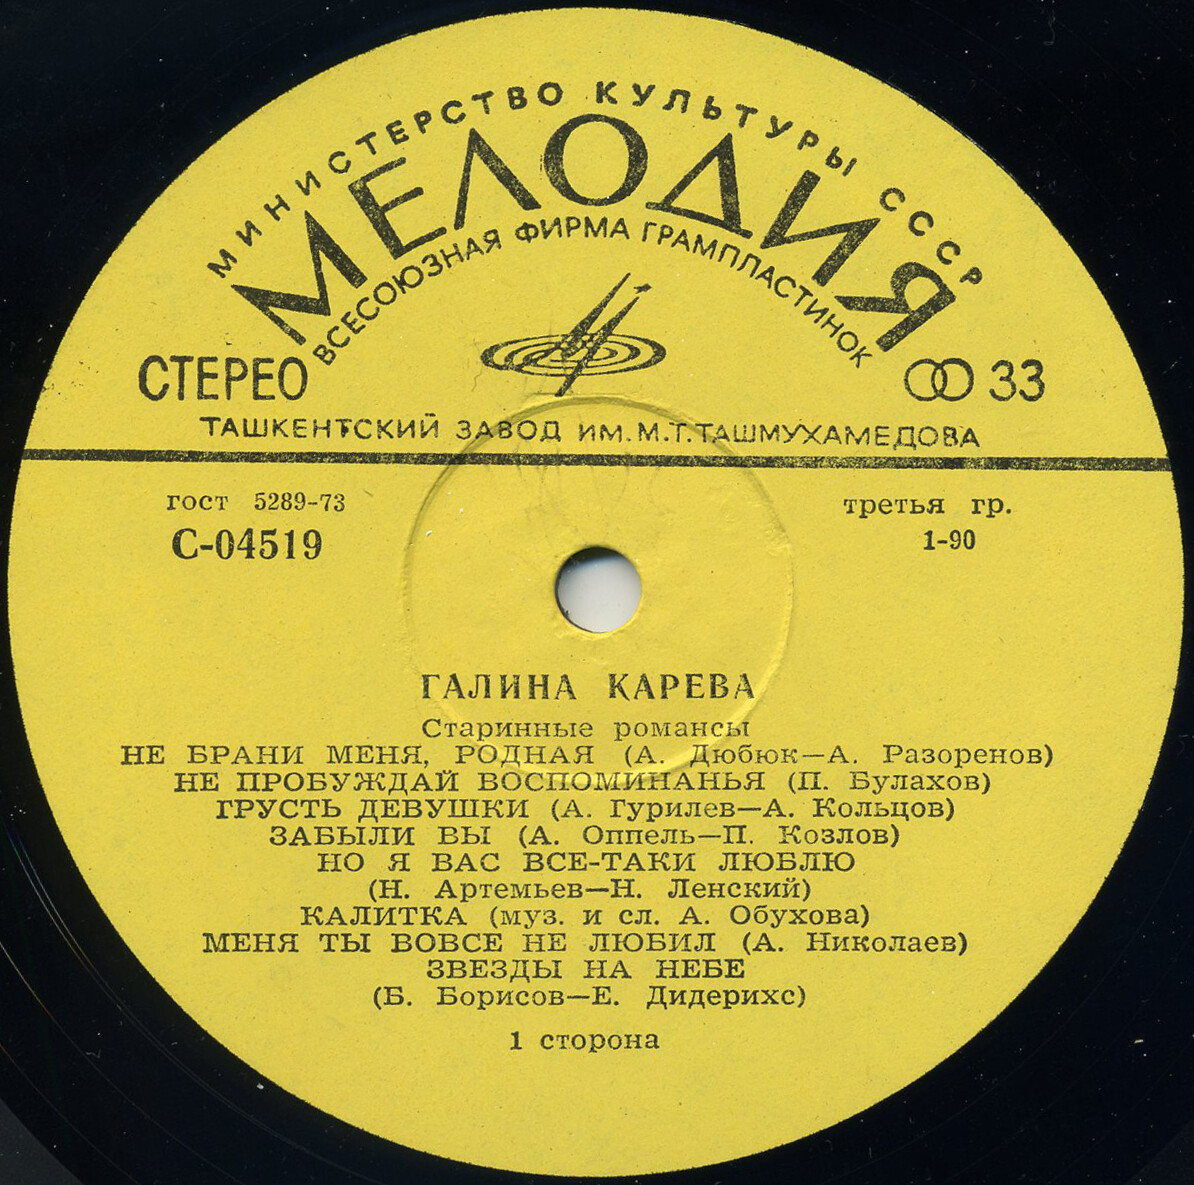 МИНИСТЕРСТВО КУЛЬТУРЫ СССР
МЕЛОДИЯ
ВСЕСОЮЗНАЯ ФИРМА ГРАМПЛАСТИНОК
СТЕРЕО 33
ТАШКЕНТСКИЙ ЗАВОД ИМ. М.Т. ТАШМУХАМЕДОВА
гост 5289-73 третья гр.
С-04519 1-90
ГАЛИНА КАРЕВА
Старинные романсы
НЕ БРАНИ МЕНЯ, РОДНАЯ (А. Дюбюк—А. Разоренов)
НЕ ПРОБУЖДАЙ ВОСПОМИНАНЬЯ (П. Булахов)
ГРУСТЬ ДЕВУШКИ (А. Гурилев—А. Кольцов)
ЗАБЫЛИ ВЫ (А. Оппель—П. Козлов)
НО Я ВАС ВСЕ-ТАКИ ЛЮБЛЮ
(Н. Артемьев—Н. Ленский)
КАЛИТКА (муз. и сл. А. Обухова)
МЕНЯ ТЫ ВОВСЕ НЕ ЛЮБИЛ (А. Николаев)
ЗВЕЗДЫ НА НЕБЕ
(Б. Борисов—Е. Дидерихс)
1 сторона